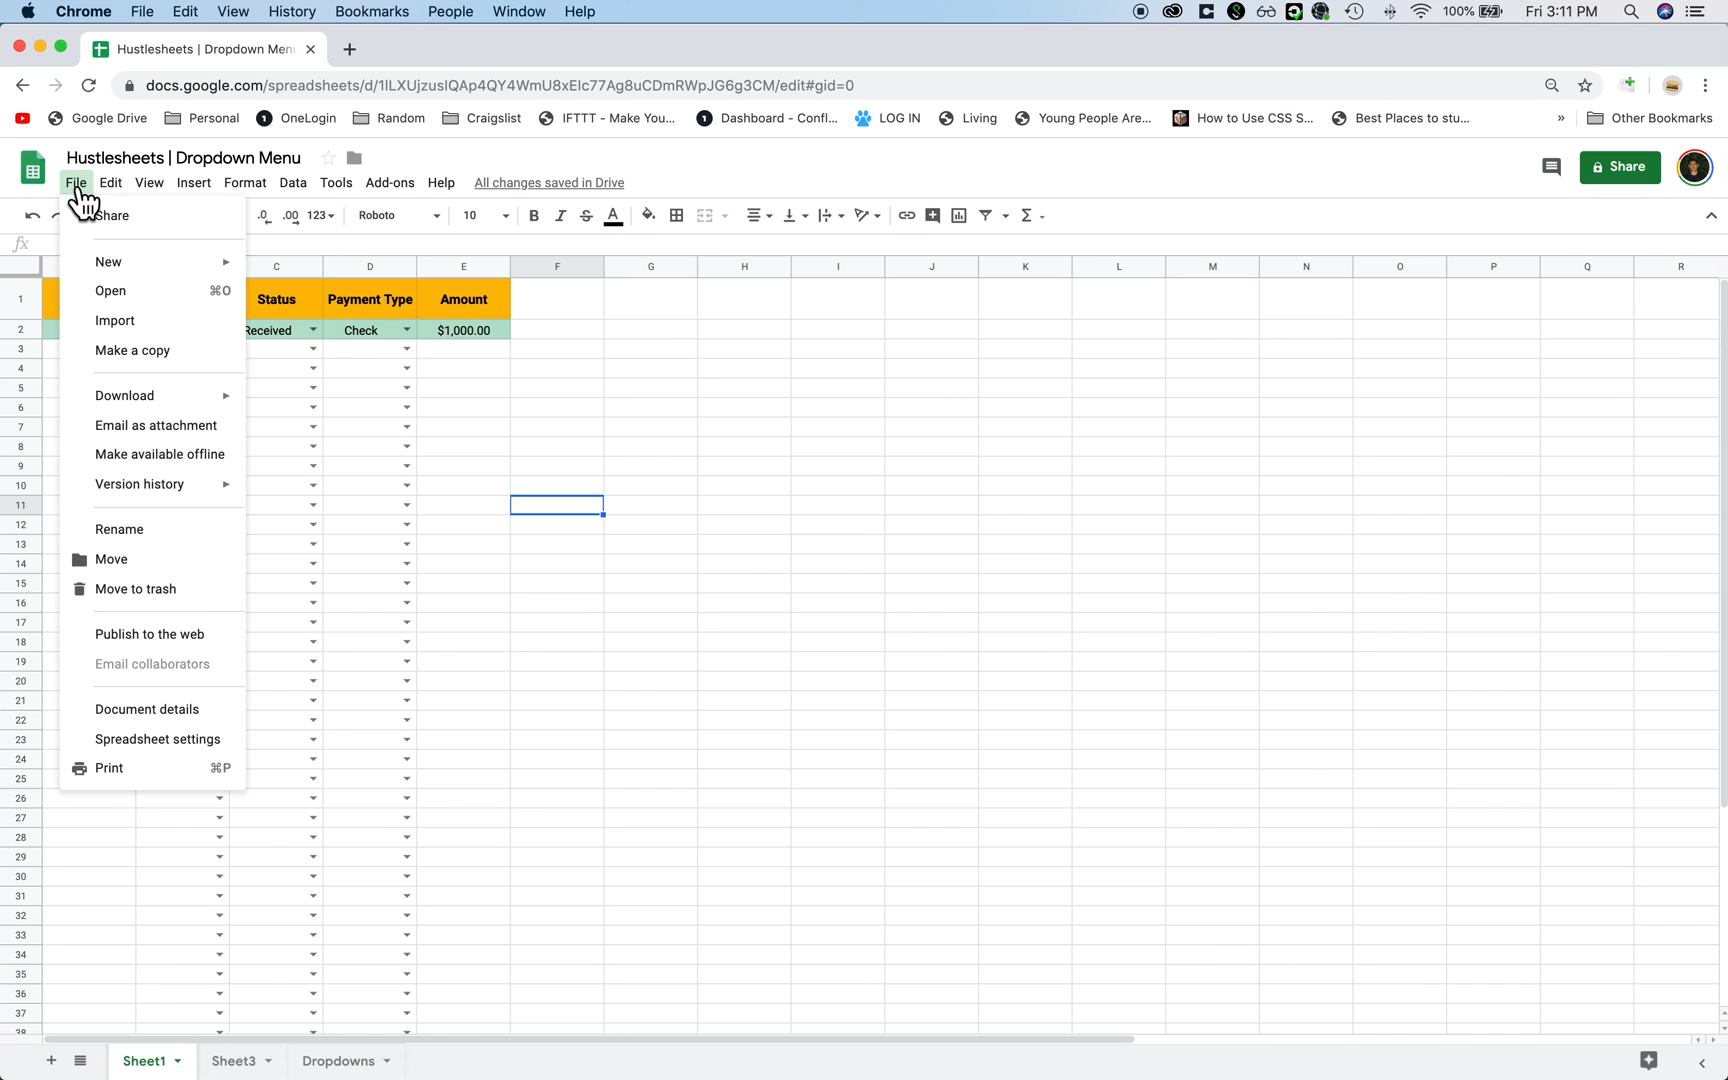 Chrome File Edit View History Bookmarks People Window Help 100% Fri 3:11 PM
Hustlesheets | Dropdown Menu
docs.google.com/spreadsheets/d/1lLXUjzuslQAp4QY4WmU8xElc77Ag8uCDmRWpJG6g3CM/edit#gid=0
Google Drive Personal OneLogin Random Craigslist IFTTT - Make You... Dashboard - Confl... LOG IN Living Young People Are... How to Use CSS S... Best Places to stu... » Other Bookmarks
Hustlesheets | Dropdown Menu
File Edit View Insert Format Data Tools Add-ons Help All changes saved in Drive
Share
Share .0 .00 123 Roboto 10 B I S A Σ
fx
C D E F G H I J K L M N O P Q R
New
1 Status Payment Type Amount
Open ⌘O
2 Received Check $1,000.00
Import
3
Make a copy
4
5
Download
6
7
Email as attachment
8
Make available offline
9
10
Version history
11
12
Rename
13
14
Move
15
Move to trash
16
17
18
Publish to the web
19
Email collaborators
20
21
Document details
22
23
Spreadsheet settings
24
Print ⌘P
25
26
27
28
29
30
31
32
33
34
35
36
37
38
Sheet1 Sheet3 Dropdowns